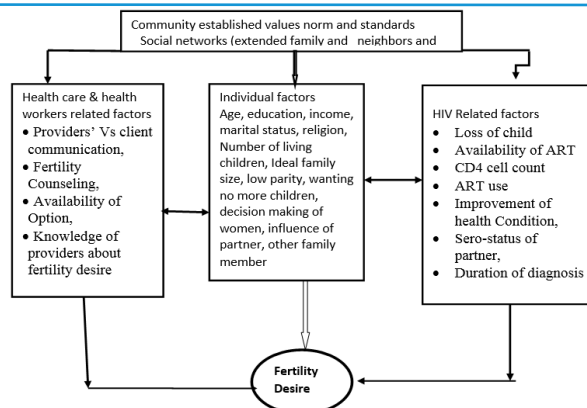 Community established values norm and standards
Social networks (extended family and neighbors and
Health care & health
workers related factors
• Providers' Vs client
communication,
• Fertility
Counseling,
• Availability of
Option,
• Knowledge of
providers about
fertility desire
Individual factors
Age, education, income,
marital status, religion,
Number of living
children, Ideal family
size, low parity, wanting
no more children,
decision making of
women, influence of
partner, other family
member
HIV Related factors
• Loss of child
• Availability of ART
• CD4 cell count
• ART use
• Improvement of
health Condition,
• Sero-status of
partner,
• Duration of diagnosis
Fertility
Desire